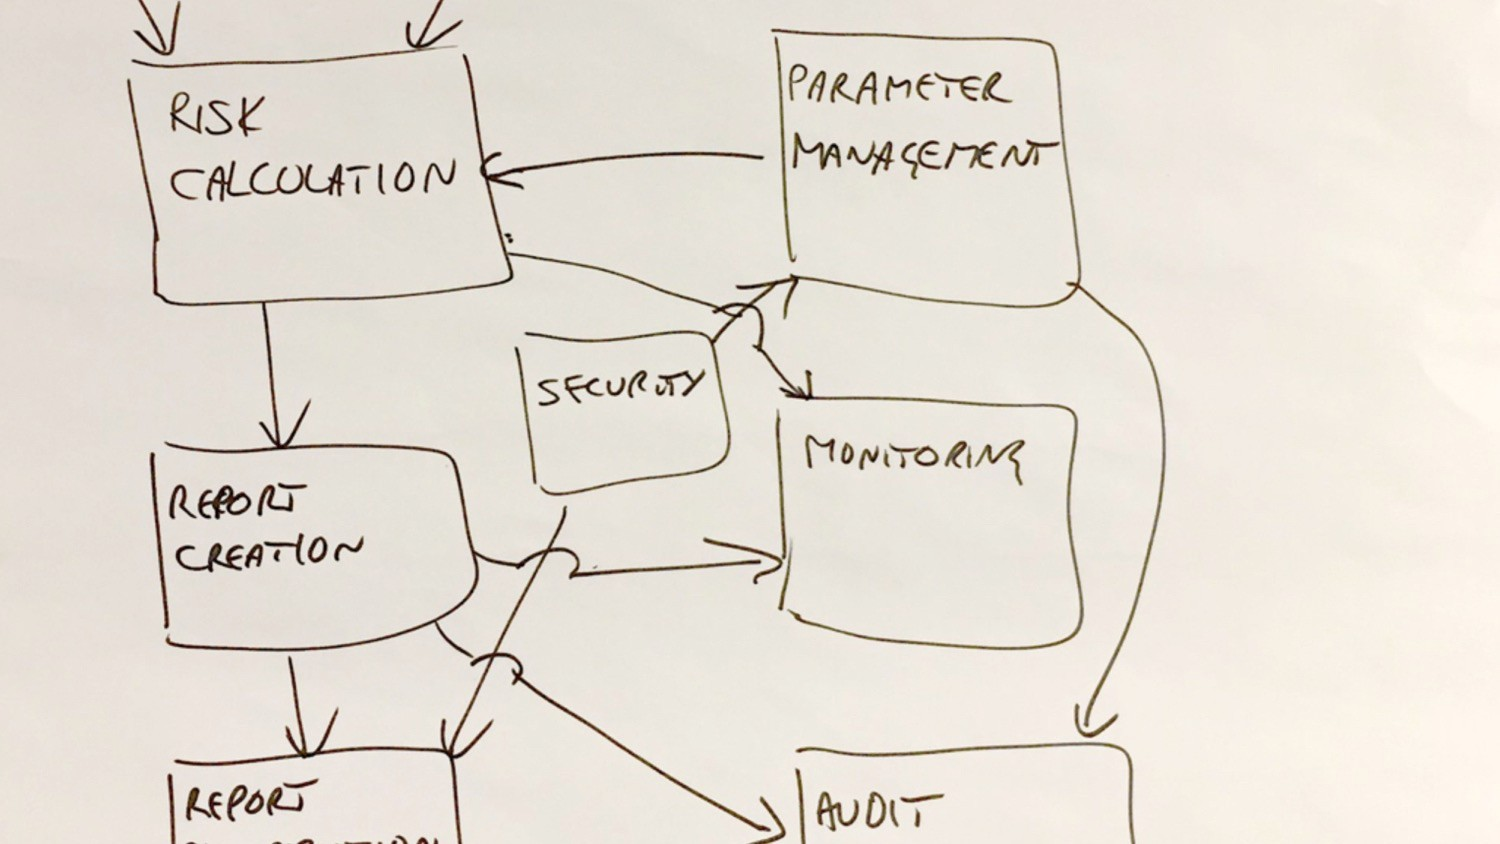 RISK
CALCULATION
PARAMETER
MANAGEMENT
SECURITY
MONITORING
REPORT
CREATION
REPORT
AUDIT